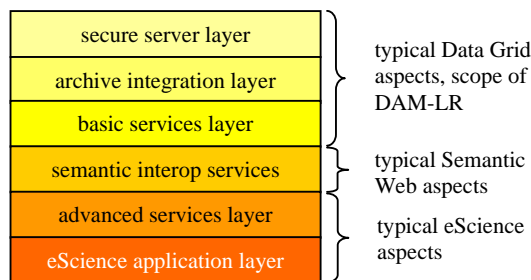 secure server layer
archive integration layer
basic services layer
semantic interop services
advanced services layer
eScience application layer
typical Data Grid
aspects, scope of
DAM-LR
typical Semantic
Web aspects
typical eScience
aspects